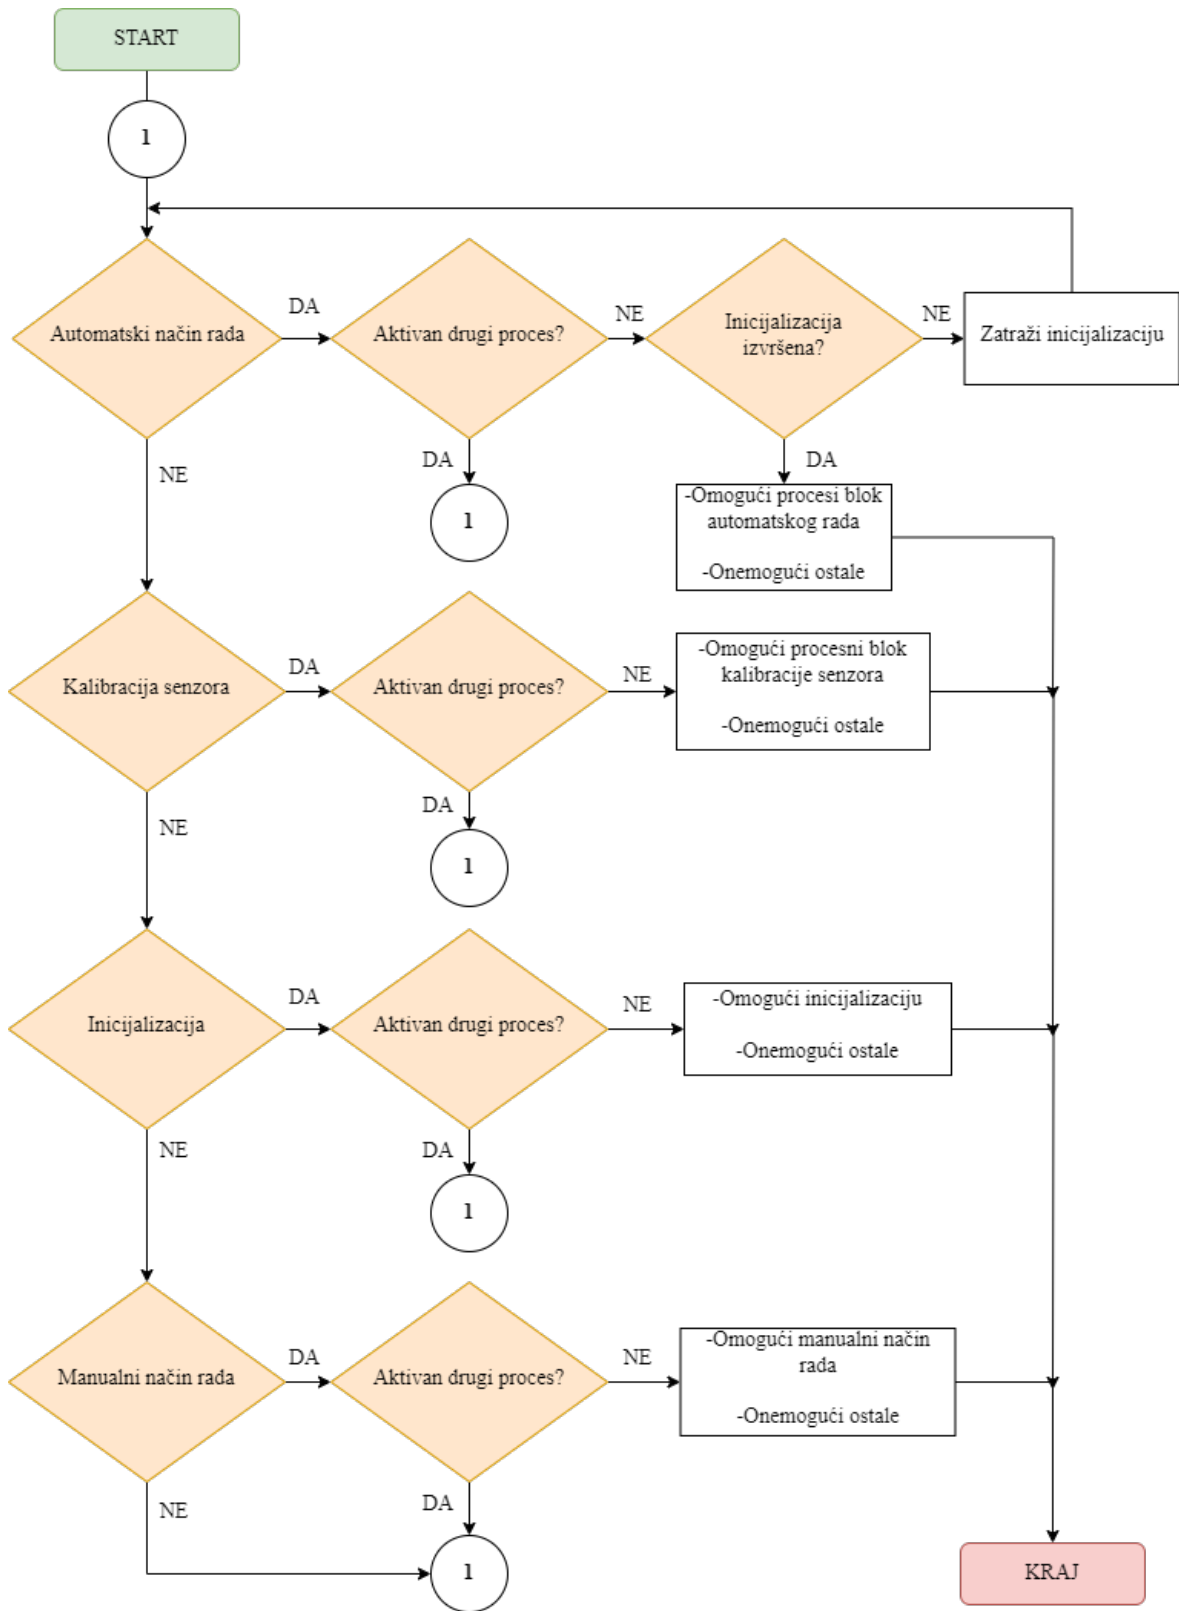 START
1
Automatski način rada
DA
Aktivan drugi proces?
NE
Inicijalizacija
izvršena?
NE
Zatraži inicijalizaciju
NE
DA
1
DA
-Omogući procesi blok
automatskog rada
-Onemogući ostale
Kalibracija senzora
DA
Aktivan drugi proces?
NE
-Omogući procesni blok
kalibracije senzora
-Onemogući ostale
NE
DA
1
Inicijalizacija
DA
Aktivan drugi proces?
NE
-Omogući inicijalizaciju
-Onemogući ostale
NE
DA
1
Manualni način rada
DA
Aktivan drugi proces?
NE
-Omogući manualni način
rada
-Onemogući ostale
NE
DA
1
KRAJ